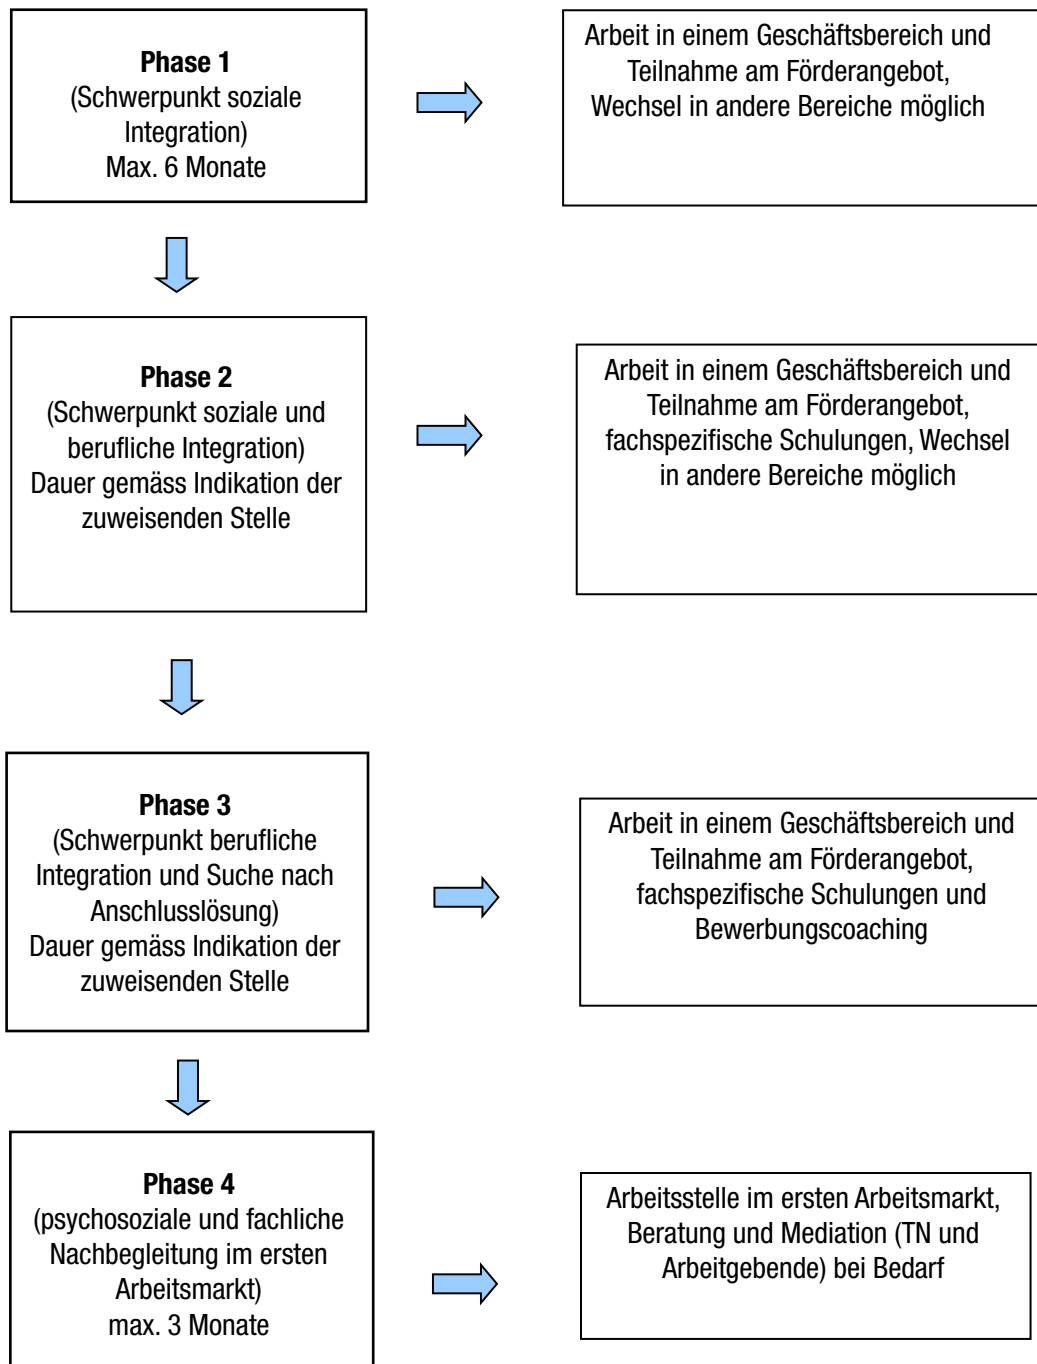 Phase 1
(Schwerpunkt soziale
Integration)
Max. 6 Monate
Arbeit in einem Geschäftsbereich und
Teilnahme am Förderangebot,
Wechsel in andere Bereiche möglich
Phase 2
(Schwerpunkt soziale und
berufliche Integration)
Dauer gemäss Indikation der
zuweisenden Stelle
Arbeit in einem Geschäftsbereich und
Teilnahme am Förderangebot,
fachspezifische Schulungen, Wechsel
in andere Bereiche möglich
Phase 3
(Schwerpunkt berufliche
Integration und Suche nach
Anschlusslösung)
Dauer gemäss Indikation der
zuweisenden Stelle
Arbeit in einem Geschäftsbereich und
Teilnahme am Förderangebot,
fachspezifische Schulungen und
Bewerbungscoaching
Phase 4
(psychosoziale und fachliche
Nachbegleitung im ersten
Arbeitsmarkt)
max. 3 Monate
Arbeitsstelle im ersten Arbeitsmarkt,
Beratung und Mediation (TN und
Arbeitgebende) bei Bedarf